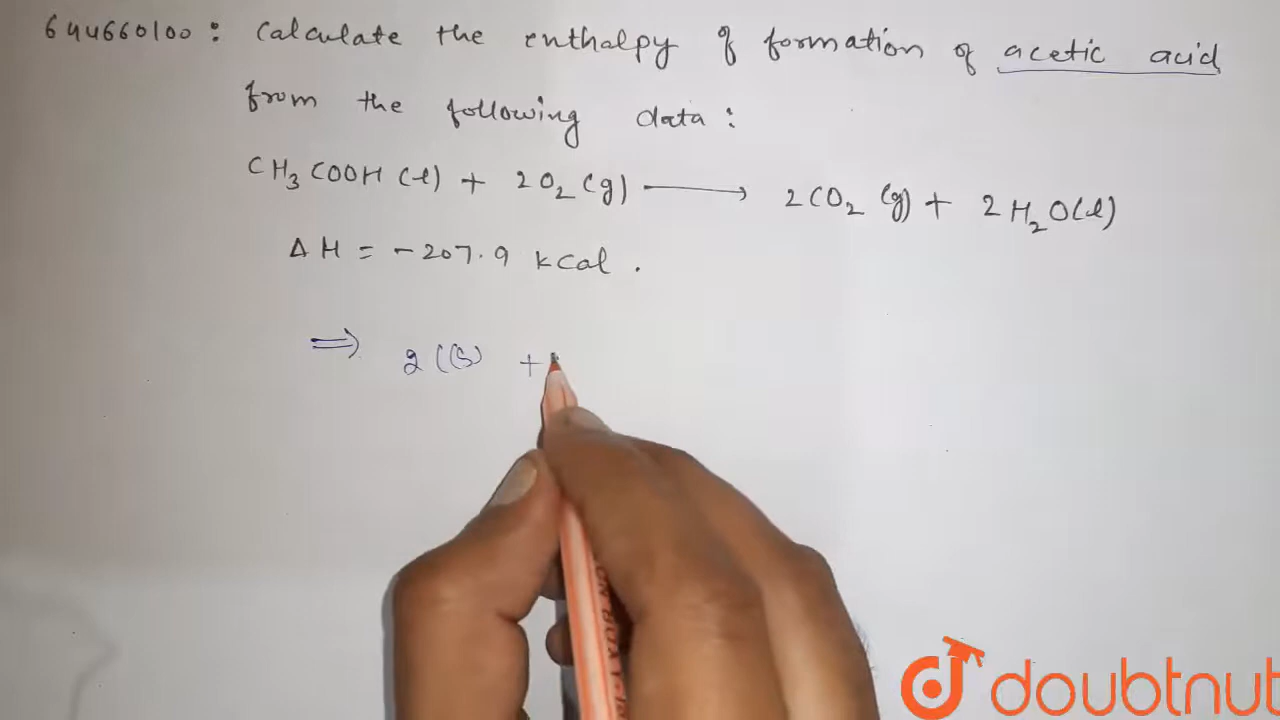 644660100: Calculate the enthalpy of formation of acetic acid
from the following data:
CH₃COOH (l) + 2O₂(g) ⟶ 2CO₂ (g) + 2H₂O(l)
ΔH = -207.9 kCal.
⇒ 2C(s) +
doubtnut